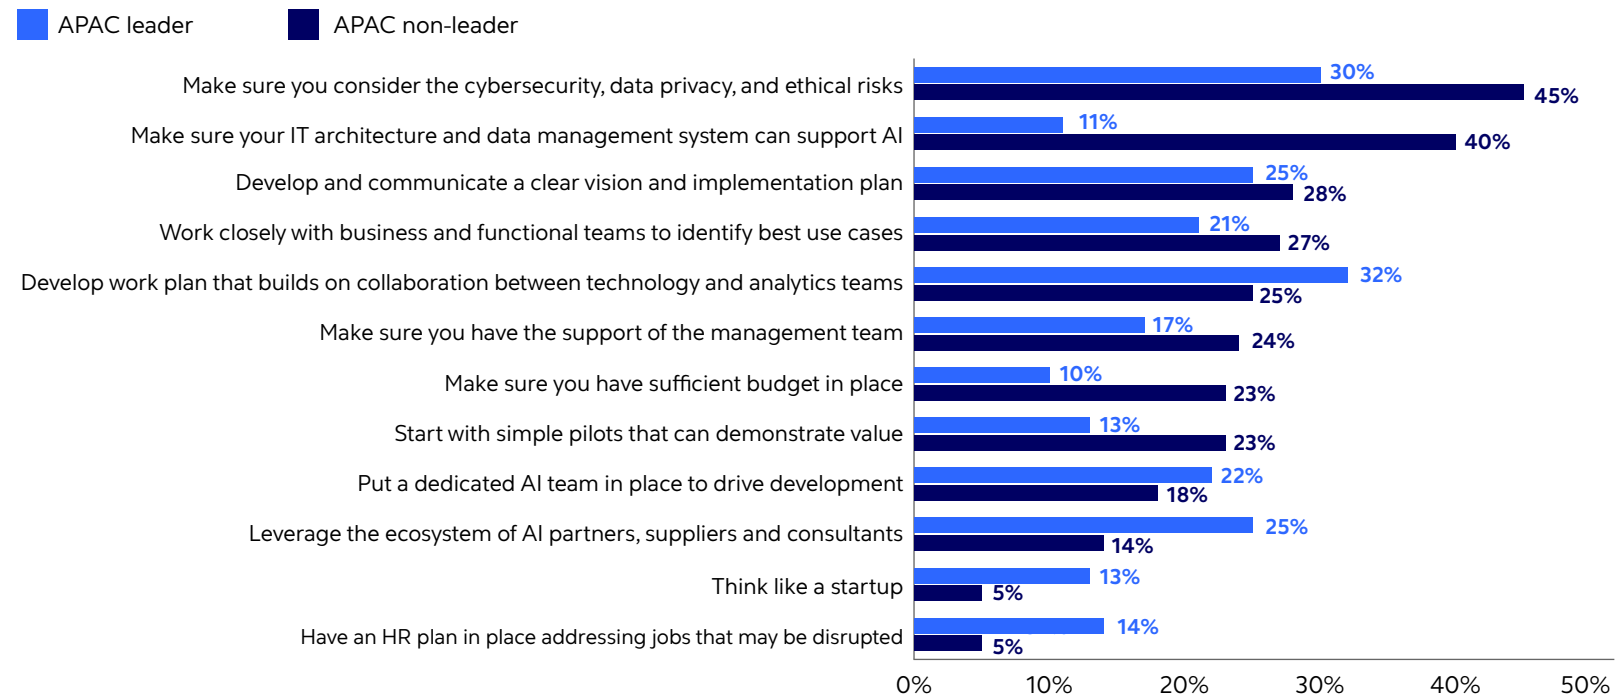 APAC leader
APAC non-leader
Make sure you consider the cybersecurity, data privacy, and ethical risks
30%
45%
Make sure your IT architecture and data management system can support AI
11%
40%
Develop and communicate a clear vision and implementation plan
25%
28%
Work closely with business and functional teams to identify best use cases
21%
27%
Develop work plan that builds on collaboration between technology and analytics teams
32%
25%
Make sure you have the support of the management team
17%
24%
Make sure you have sufficient budget in place
10%
23%
Start with simple pilots that can demonstrate value
13%
23%
Put a dedicated AI team in place to drive development
22%
18%
Leverage the ecosystem of AI partners, suppliers and consultants
25%
14%
Think like a startup
13%
5%
Have an HR plan in place addressing jobs that may be disrupted
14%
5%
0% 10% 20% 30% 40% 50%